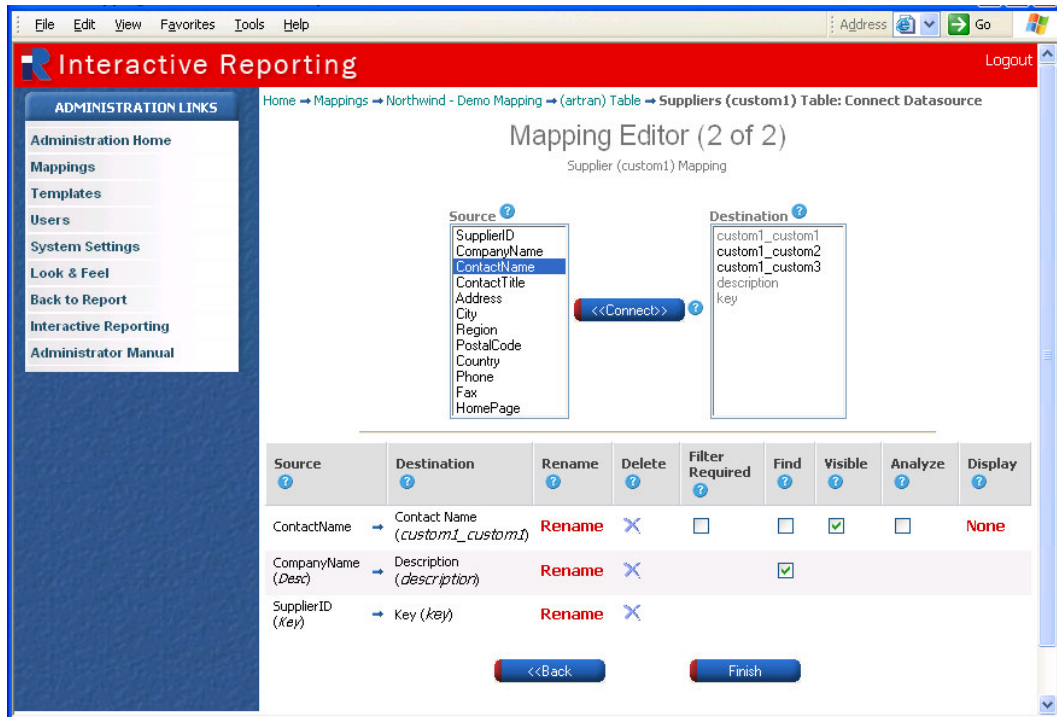 File Edit View Favorites Tools Help
Address Go
Interactive Reporting
Logout
ADMINISTRATION LINKS
Administration Home
Mappings
Templates
Users
System Settings
Look & Feel
Back to Report
Interactive Reporting
Administrator Manual
Home → Mappings → Northwind - Demo Mapping → (artran) Table → Suppliers (custom1) Table: Connect Datasource
Mapping Editor (2 of 2)
Supplier (custom1) Mapping
Source ?
SupplierID
CompanyName
ContactName
ContactTitle
Address
City
Region
PostalCode
Country
Phone
Fax
HomePage
<<Connect>> ?
Destination ?
custom1_custom1
custom1_custom2
custom1_custom3
description
key
Source ? Destination ? Rename ? Delete ? Filter Required ? Find ? Visible ? Analyze ? Display ?
ContactName → Contact Name (custom1_custom1) Rename None
CompanyName (Desc) → Description (description) Rename
SupplierID (Key) → Key (key) Rename
<<Back Finish